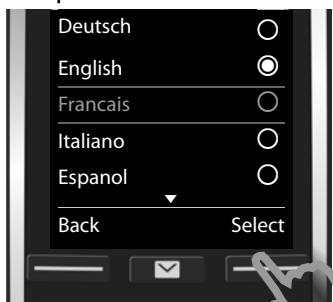 Deutsch
English
Francais
Italiano
Espanol
Back Select